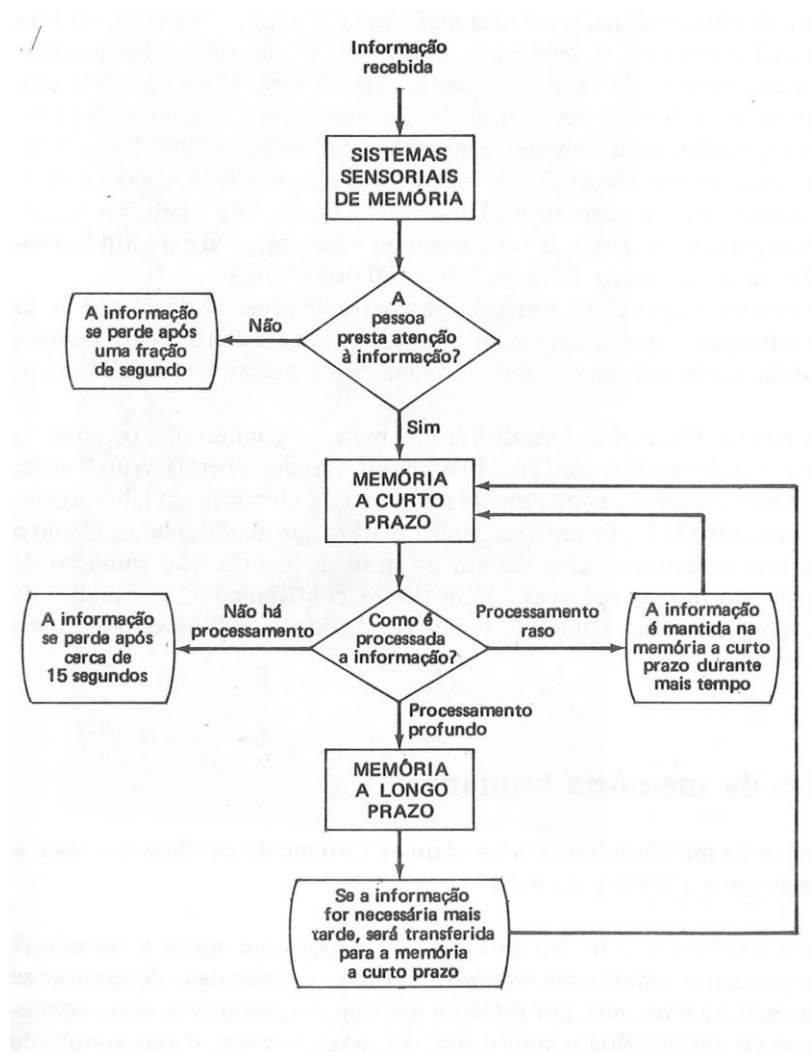 Informação
recebida
SISTEMAS
SENSORIAIS
DE MEMÓRIA
A
passoa
presta atenção
à informação?
Não
A informação
se perde após
uma fração
de segundo
Sim
MEMÓRIA
A CURTO
PRAZO
Como é
processada
a informação?
Não há
processamento
A informação
se perde após
cerca de
15 segundos
Processamento
raso
A informação
é mantida na
memória a curto
prazo durante
mais tempo
Processamento
profundo
MEMÓRIA
A LONGO
PRAZO
Se a informação
for necessária mais
tarde, será transferida
para a memória
a curto prazo